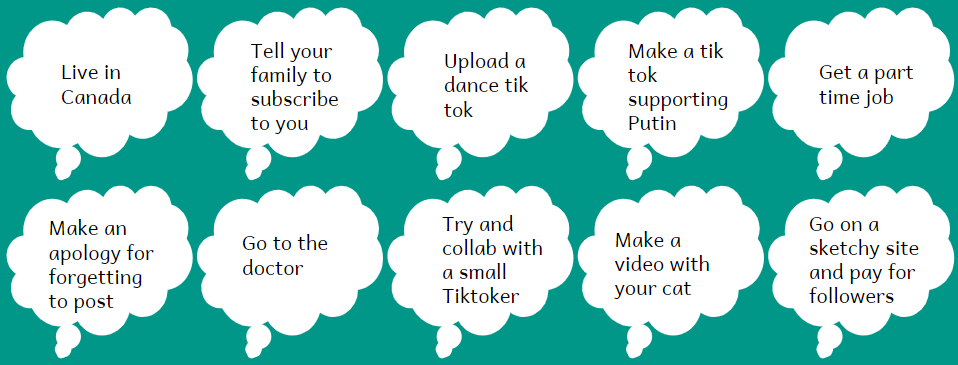 Live in
Canada
Tell your
family to
subscribe
to you
Upload a
dance tik
tok
Make a tik
tok
supporting
Putin
Get a part
time job
Make an
apology for
forgetting
to post
Go to the
doctor
Try and
collab with
a small
Tiktoker
Make a
video with
your cat
Go on a
sketchy site
and pay for
followers